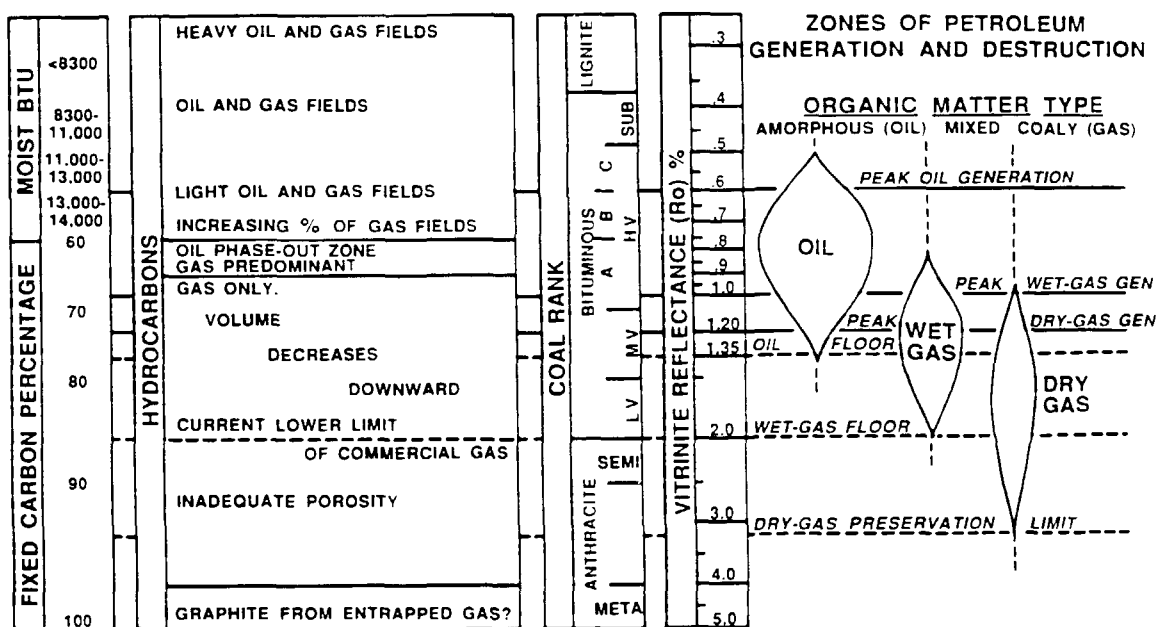 MOIST BTU
FIXED CARBON PERCENTAGE
<8300
8300-
11,000
11.000-
13.000
13.000-
14,000
60
70
80
90
100
HYDROCARBONS
HEAVY OIL AND GAS FIELDS
OIL AND GAS FIELDS
LIGHT OIL AND GAS FIELDS
INCREASING % OF GAS FIELDS
OIL PHASE-OUT ZONE
GAS PREDOMINANT
GAS ONLY.
VOLUME
DECREASES
DOWNWARD
CURRENT LOWER LIMIT
OF COMMERCIAL GAS
INADEQUATE POROSITY
GRAPHITE FROM ENTRAPPED GAS?
COAL RANK
LIGNITE
BITUMINOUS
ANTHRACITE
SUB
C
B
A
HV
MV
LV
SEMI
META
VITRINITE REFLECTANCE (Ro) %
.3
.4
.5
.6
.7
.8
.9
1.0
1.20
1.35
2.0
3.0
4.0
5.0
ZONES OF PETROLEUM
GENERATION AND DESTRUCTION
ORGANIC MATTER TYPE
AMORPHOUS (OIL) MIXED COALY (GAS)
PEAK OIL GENERATION
OIL
PEAK WET-GAS GEN
PEAK DRY-GAS GEN
OIL FLOOR
WET
GAS
DRY
GAS
WET-GAS FLOOR
DRY-GAS PRESERVATION LIMIT